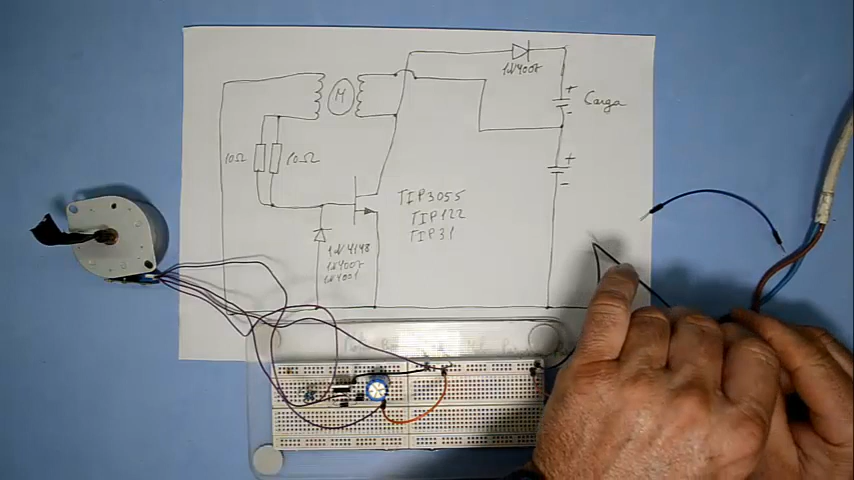 1N4007
M
+
Carga
-
10Ω
10Ω
+
-
TIP3055
TIP122
TIP31
1N4148
1N4007
1N4001